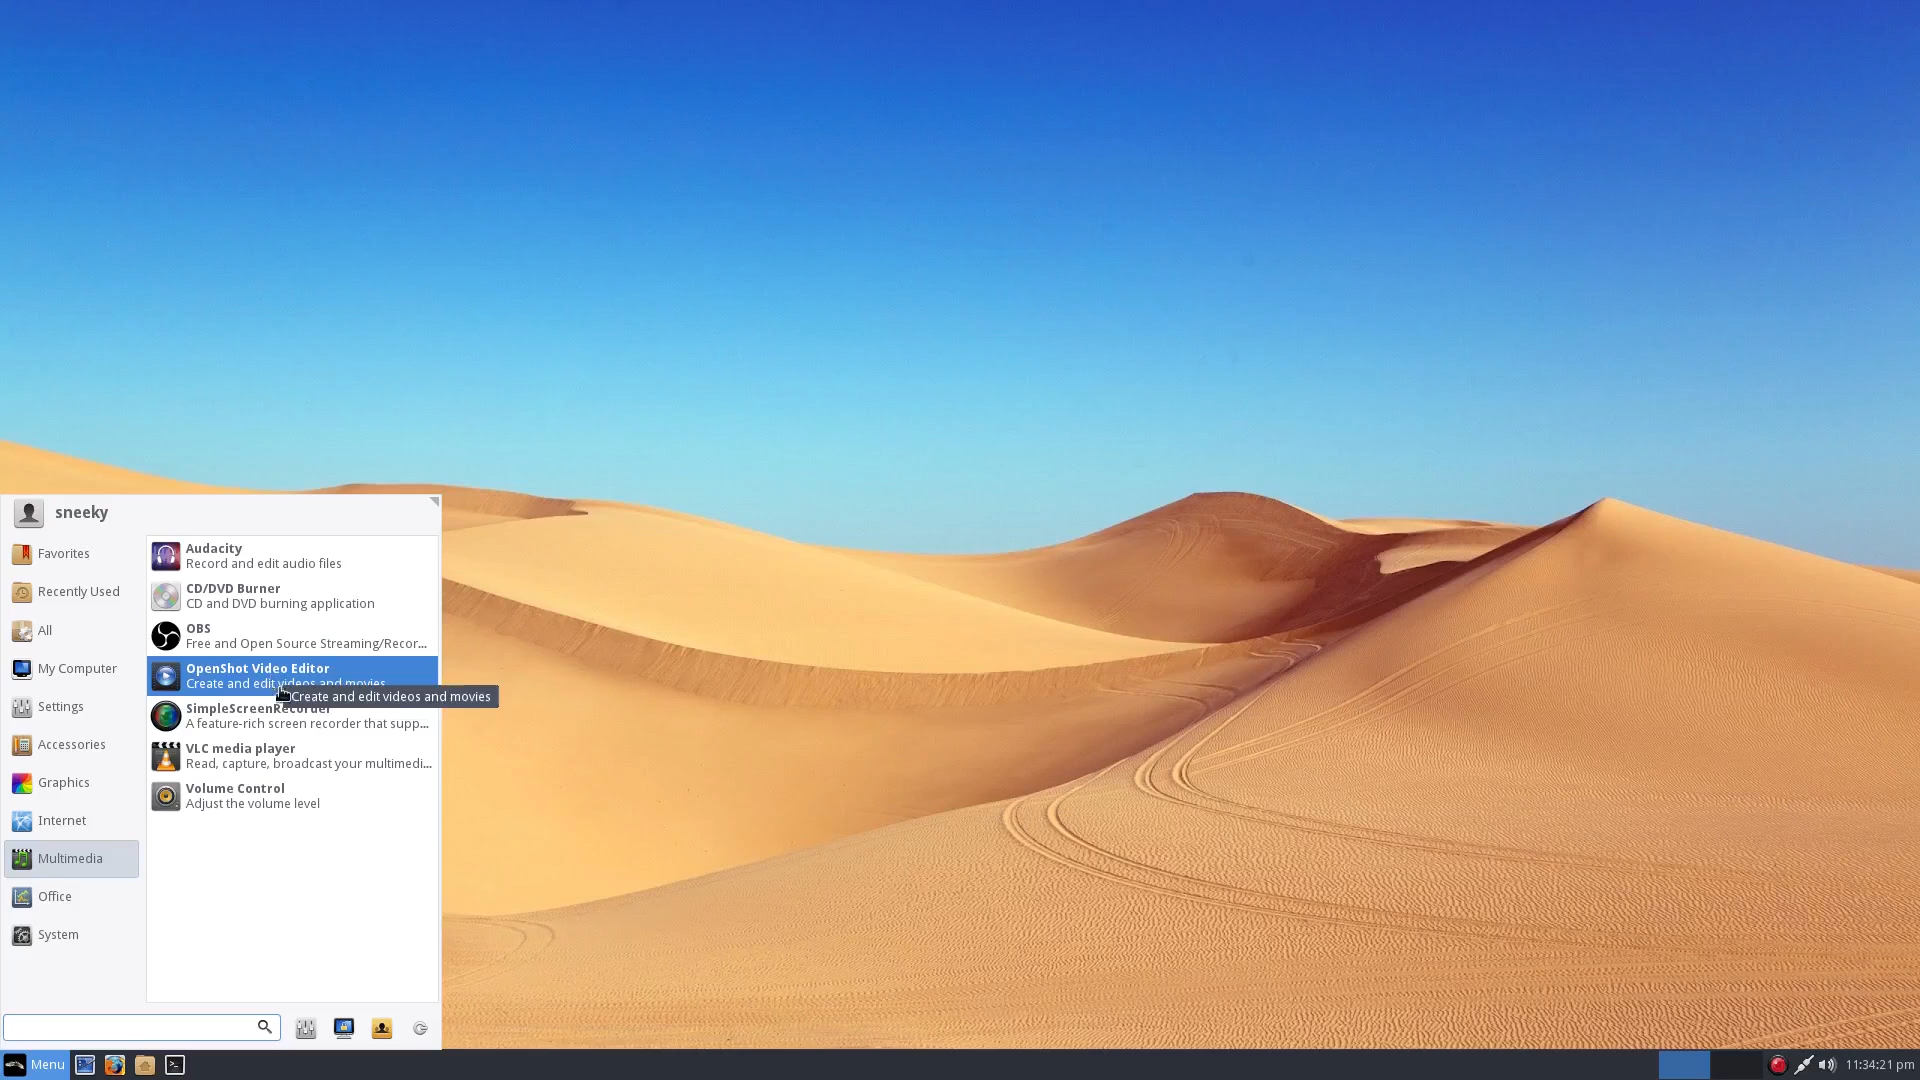 sneeky
Favorites
Recently Used
All
My Computer
Settings
Accessories
Graphics
Internet
Multimedia
Office
System
Audacity
Record and edit audio files
CD/DVD Burner
CD and DVD burning application
OBS
Free and Open Source Streaming/Recor...
OpenShot Video Editor
Create and edit videos and movies
Create and edit videos and movies
SimpleScreenRecorder
A feature-rich screen recorder that supp...
VLC media player
Read, capture, broadcast your multimedi...
Volume Control
Adjust the volume level
Menu
11:34:21 pm